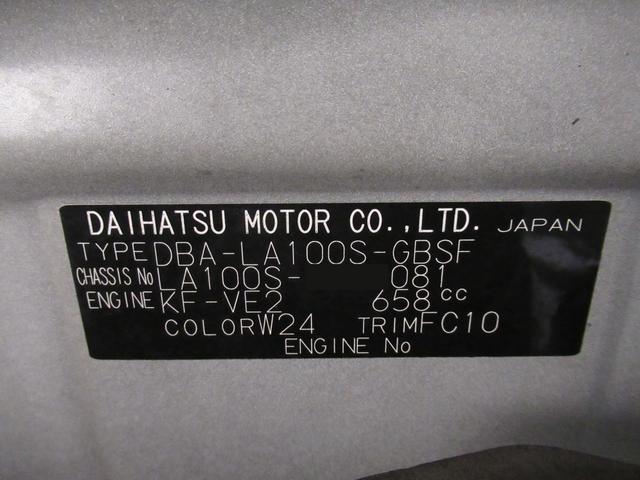 DAIHATSU MOTOR CO.,LTD. JAPAN
TYPE DBA-LA100S-GBSF
CHASSIS No LA100S- 081
ENGINE KF-VE2 658cc
COLOR W24 TRIM FC10
ENGINE No